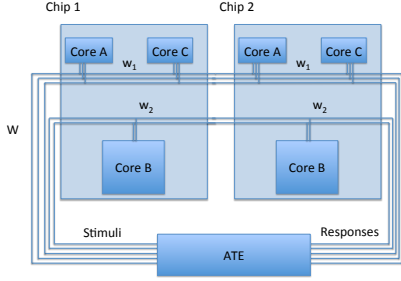 Chip 1 Chip 2
Core A Core C Core A Core C
w1 w1
w2 w2
W
Core B Core B
Stimuli Responses
ATE